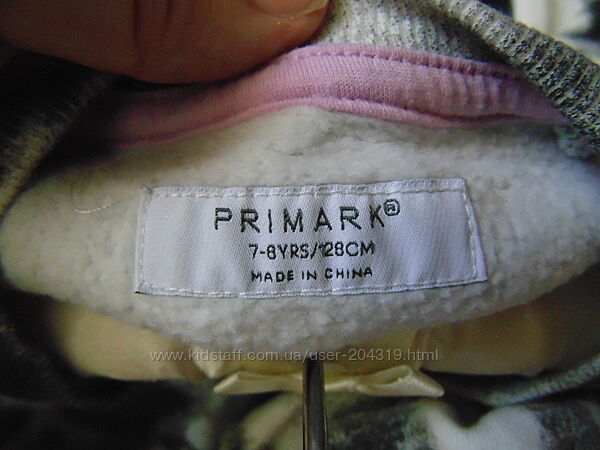 PRIMARK®
7-8YRS/128CM
MADE IN CHINA
www.kidstaff.com.ua/user-204319.html